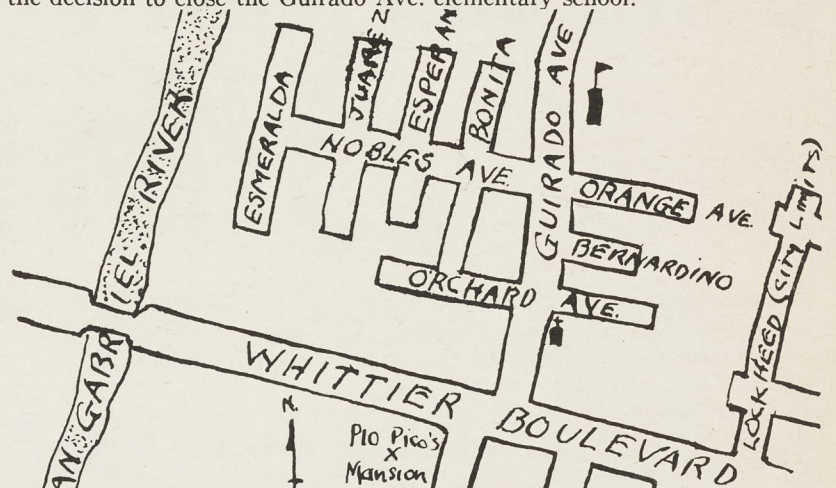 the decision to close the Guirado Ave. elementary school.
JUAREZ
BONITA
GUIRADO AVE
ESMERALDA
NOBLES AVE.
ORANGE AVE.
BERNARDINO
ORCHARD AVE.
RIVER
LOCKHEED (CITY Limits)
WHITTIER BOULEVARD
N.
PIO Pico's
x
Mansion